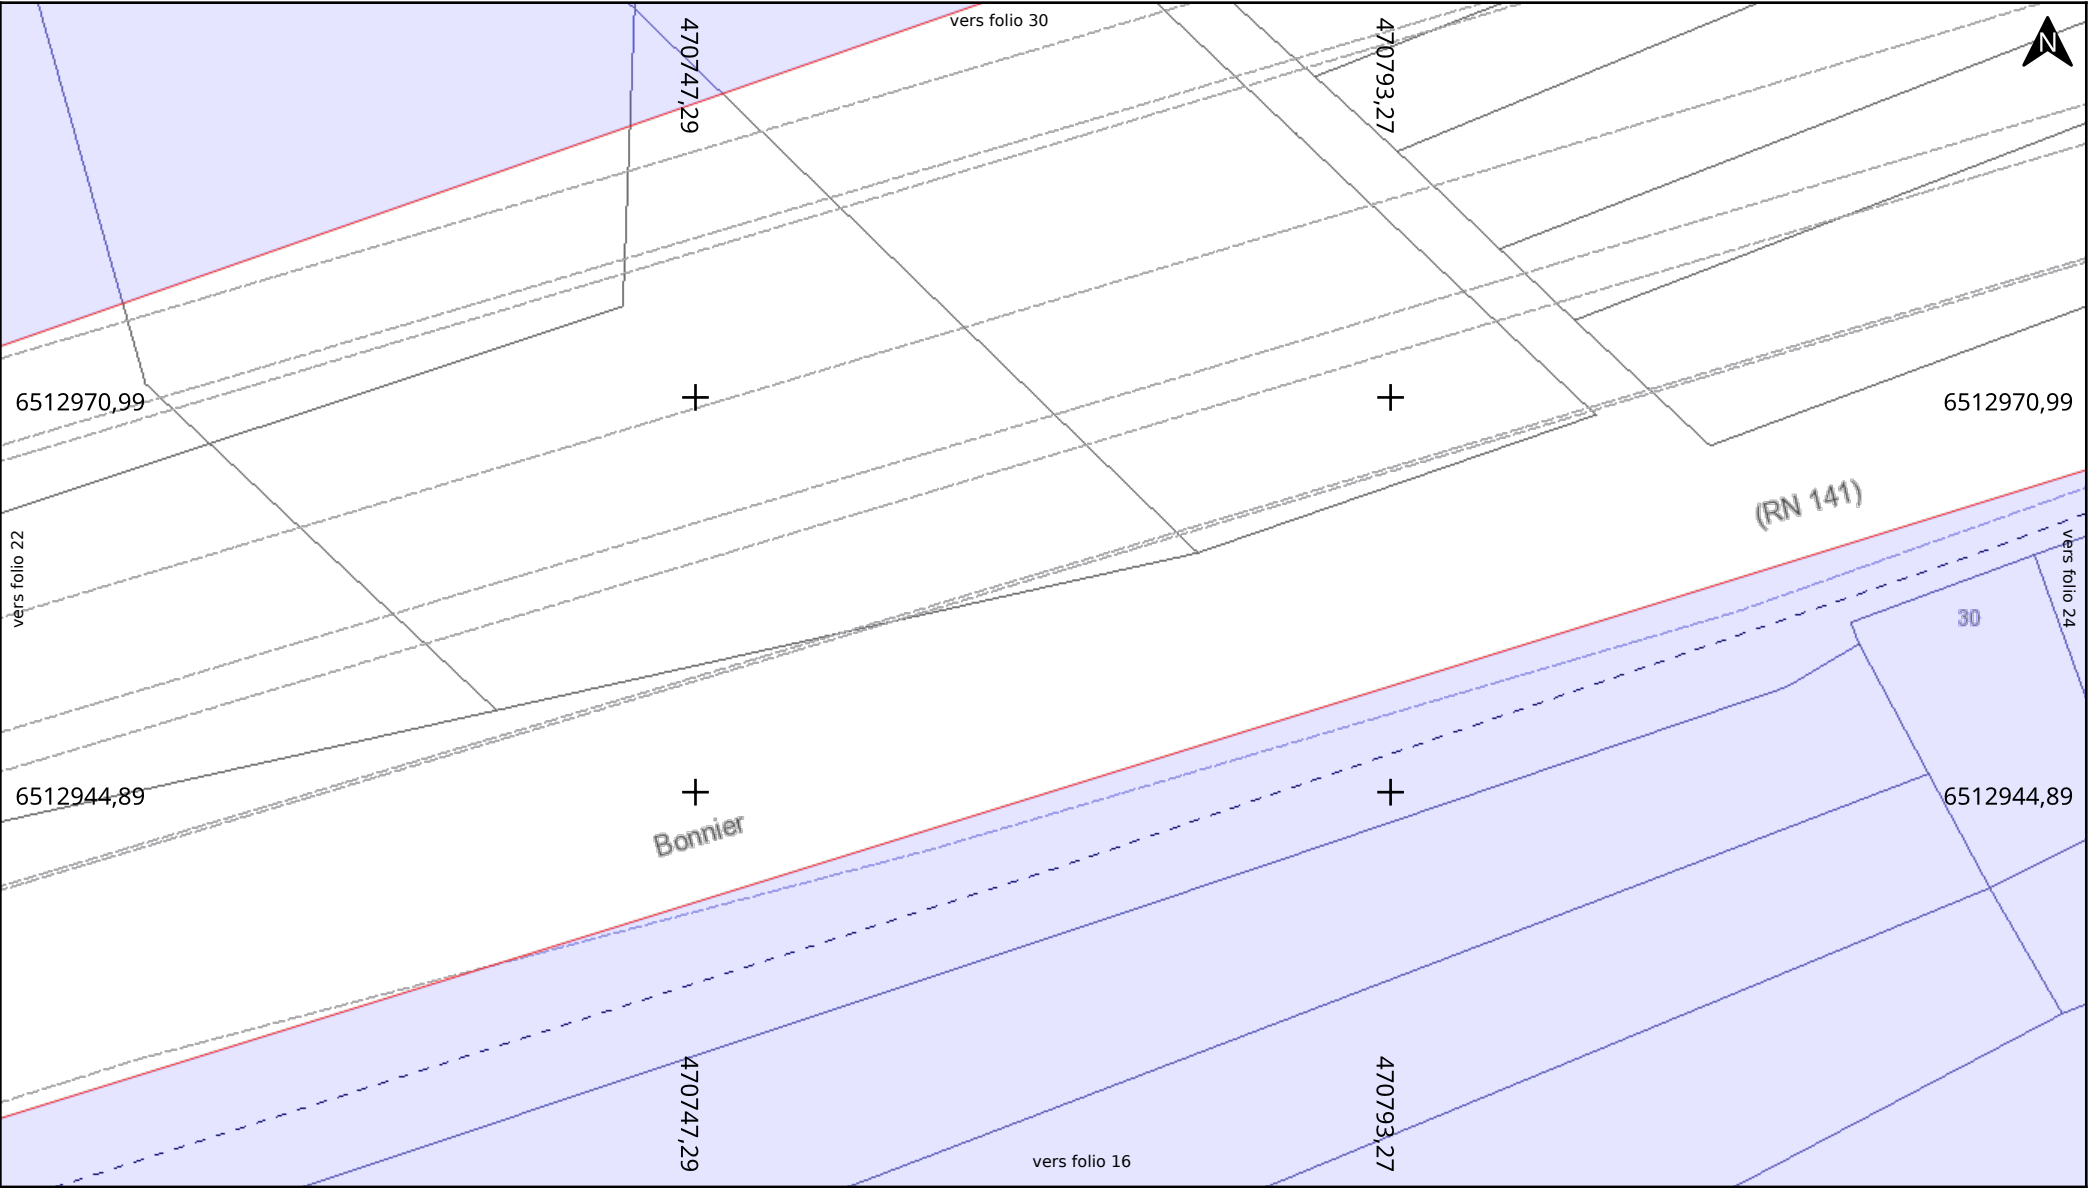 vers folio 30
N
470747,29
470793,27
6512970,99
6512970,99
(RN 141)
vers folio 22
vers folio 24
30
6512944,89
6512944,89
Bonnier
470747,29
470793,27
vers folio 16